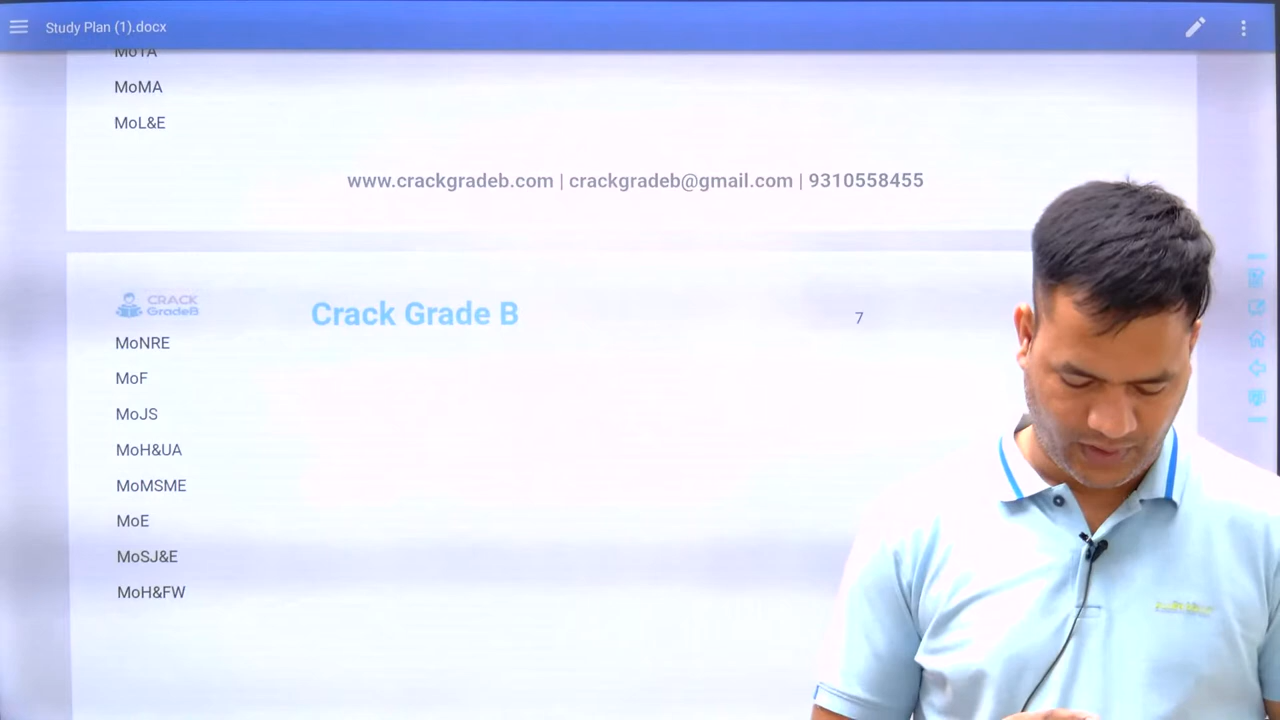 Study Plan (1).docx
MoTA
MoMA
MoL&E
www.crackgradeb.com | crackgradeb@gmail.com | 9310558455
CRACK
GradeB
Crack Grade B
7
MoNRE
MoF
MoJS
MoH&UA
MoMSME
MoE
MoSJ&E
MoH&FW